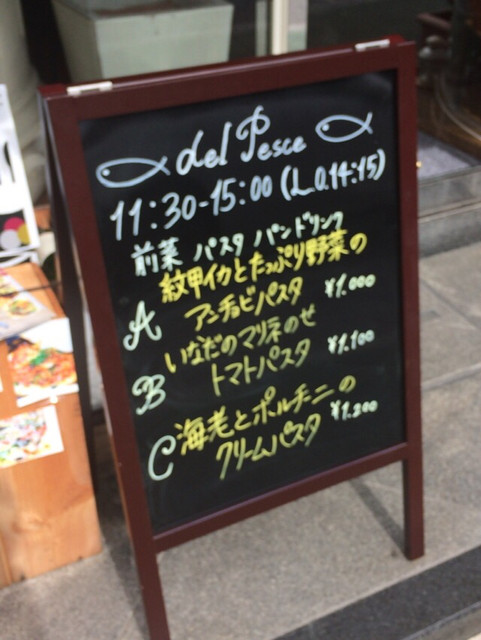 del Pesce
11:30-15:00 (L.O.14:15)
前菜 パスタ パン ドリンク
紋甲イカとたっぷり野菜の
A アンチョビパスタ ¥1.000
いなだのマリネのせ
B トマトパスタ ¥1.100
C 海老とポルチーニの
クリームパスタ ¥1.200